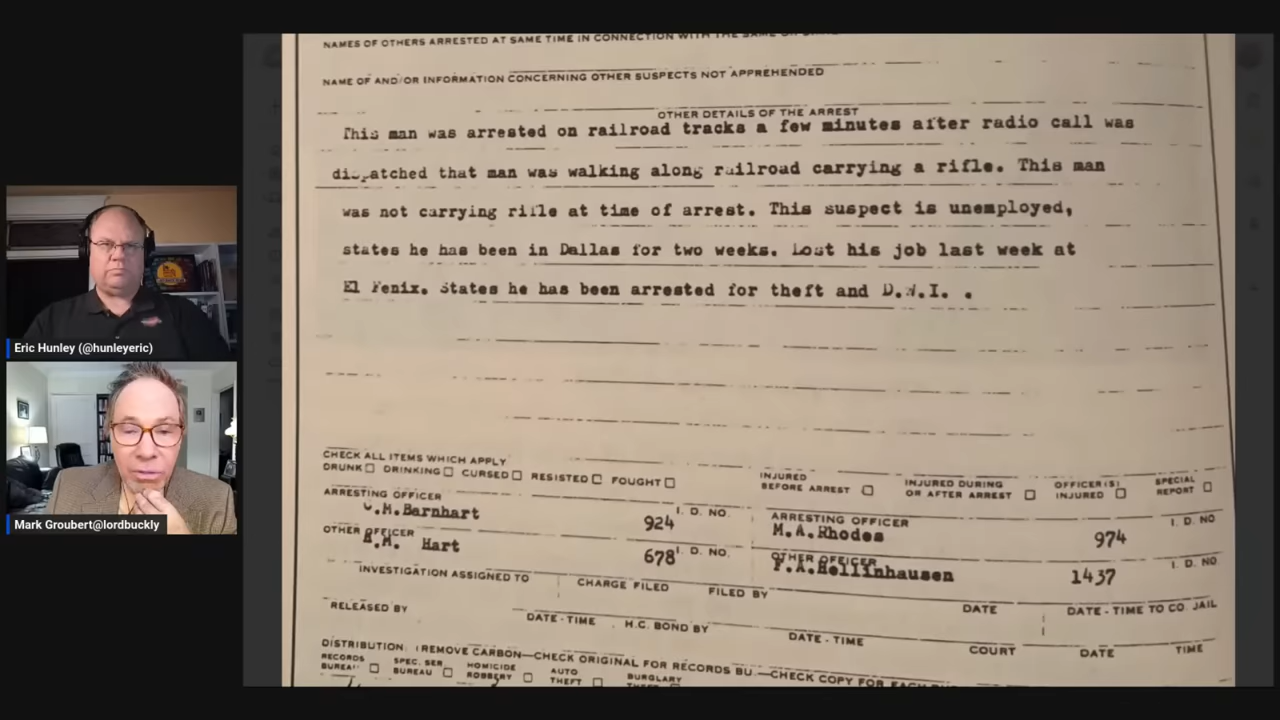 NAMES OF OTHERS ARRESTED AT SAME TIME IN CONNECTION WITH THE SAME OR
NAME OF AND/OR INFORMATION CONCERNING OTHER SUSPECTS NOT APPREHENDED
OTHER DETAILS OF THE ARREST
This man was arrested on railroad tracks a few minutes after radio call was
dispatched that man was walking along railroad carrying a rifle. This man
was not carrying rifle at time of arrest. This suspect is unemployed,
states he has been in Dallas for two weeks. Lost his job last week at
El Fenix. States he has been arrested for theft and D.W.I. .
CHECK ALL ITEMS WHICH APPLY
DRUNK☐ DRINKING☐ CURSED☐ RESISTED☐ FOUGHT☐
INJURED BEFORE ARREST ☐
INJURED DURING OR AFTER ARREST ☐
OFFICER(S) INJURED ☐
SPECIAL REPORT ☐
ARRESTING OFFICER
Barnhart 924 I. D. NO.
ARRESTING OFFICER
M.A.Rhodes 974 I. D. NO
OTHER OFFICER
Hart 678 I. D. NO.
OTHER OFFICER
1437 I. D. NO
INVESTIGATION ASSIGNED TO CHARGE FILED FILED BY DATE DATE - TIME TO CO. JAIL
RELEASED BY DATE - TIME H.C. BOND BY DATE - TIME COURT DATE TIME
DISTRIBUTION: (REMOVE CARBON—CHECK ORIGINAL FOR RECORDS BU.—CHECK COPY FOR EACH
RECORDS BUREAU ☐
SPEC. SER. BUREAU ☐
HOMICIDE ROBBERY ☐
AUTO THEFT ☐
BURGLARY
Eric Hunley (@hunleyeric)
Mark Groubert@lordbuckly